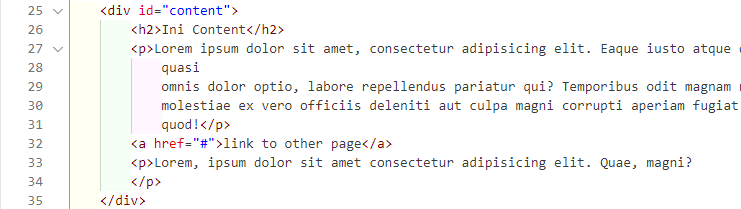 25 <div id="content">
26 <h2>Ini Content</h2>
27 <p>Lorem ipsum dolor sit amet, consectetur adipisicing elit. Eaque iusto atque
28 quasi
29 omnis dolor optio, labore repellendus pariatur qui? Temporibus odit magnam
30 molestiae ex vero officiis deleniti aut culpa magni corrupti aperiam fugiat
31 quod!</p>
32 <a href="#">link to other page</a>
33 <p>Lorem, ipsum dolor sit amet consectetur adipisicing elit. Quae, magni?
34 </p>
35 </div>